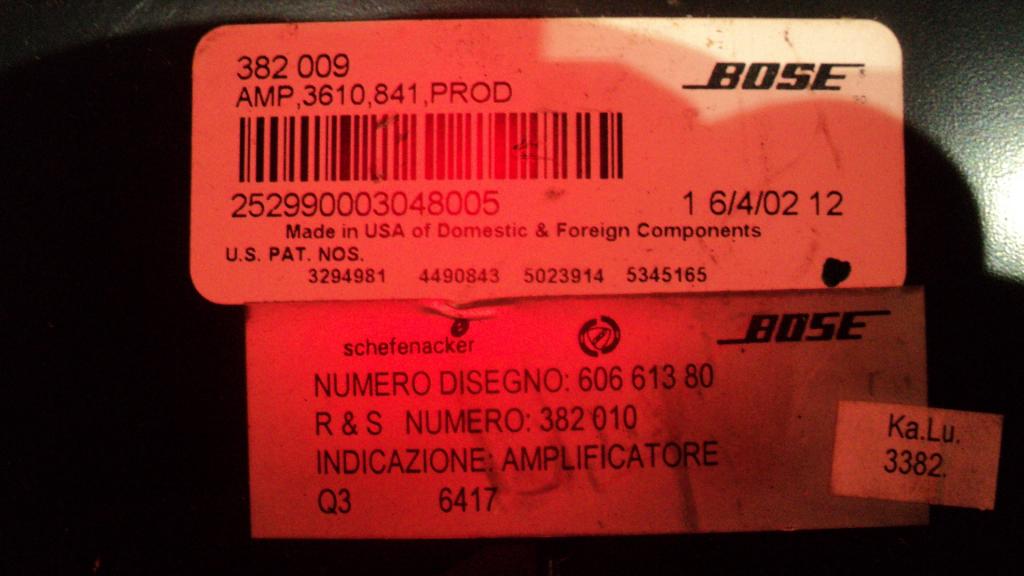 382 009
BOSE
AMP,3610,841,PROD
252990003048005
1 6/4/02 12
Made in USA of Domestic & Foreign Components
U.S. PAT. NOS.
3294981 4490843 5023914 5345165
schefenacker
BOSE
NUMERO DISEGNO: 606 613 80
R & S NUMERO: 382 010
INDICAZIONE: AMPLIFICATORE
Q3 6417
Ka.Lu.
3382.